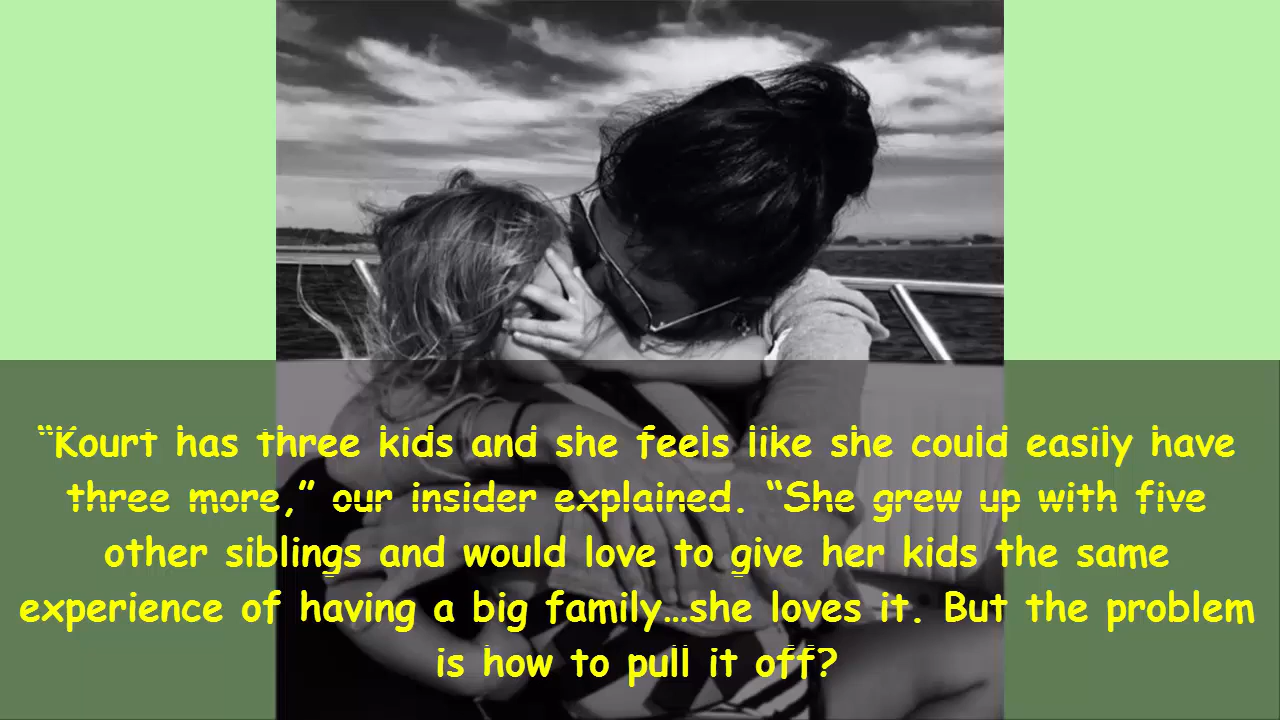 “Kourt has three kids and she feels like she could easily have
three more,” our insider explained. “She grew up with five
other siblings and would love to give her kids the same
experience of having a big family...she loves it. But the problem
is how to pull it off?